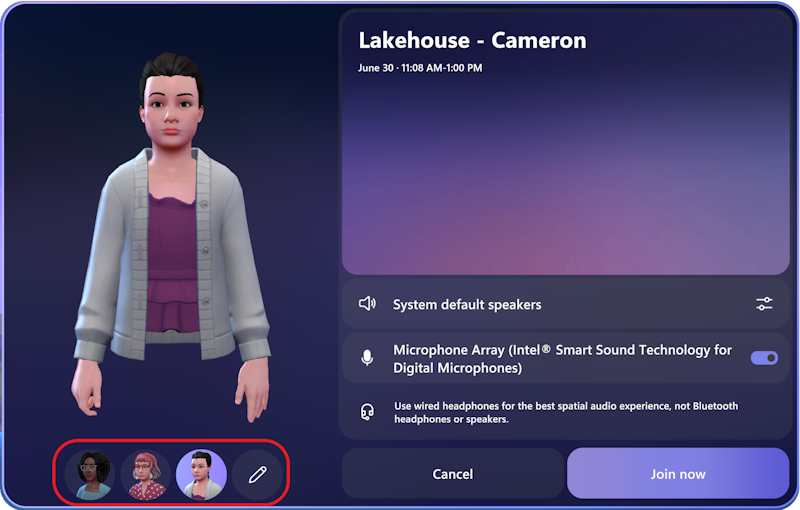 Lakehouse - Cameron
June 30 · 11:08 AM-1:00 PM
System default speakers
Microphone Array (Intel® Smart Sound Technology for
Digital Microphones)
Use wired headphones for the best spatial audio experience, not Bluetooth
headphones or speakers.
Cancel
Join now